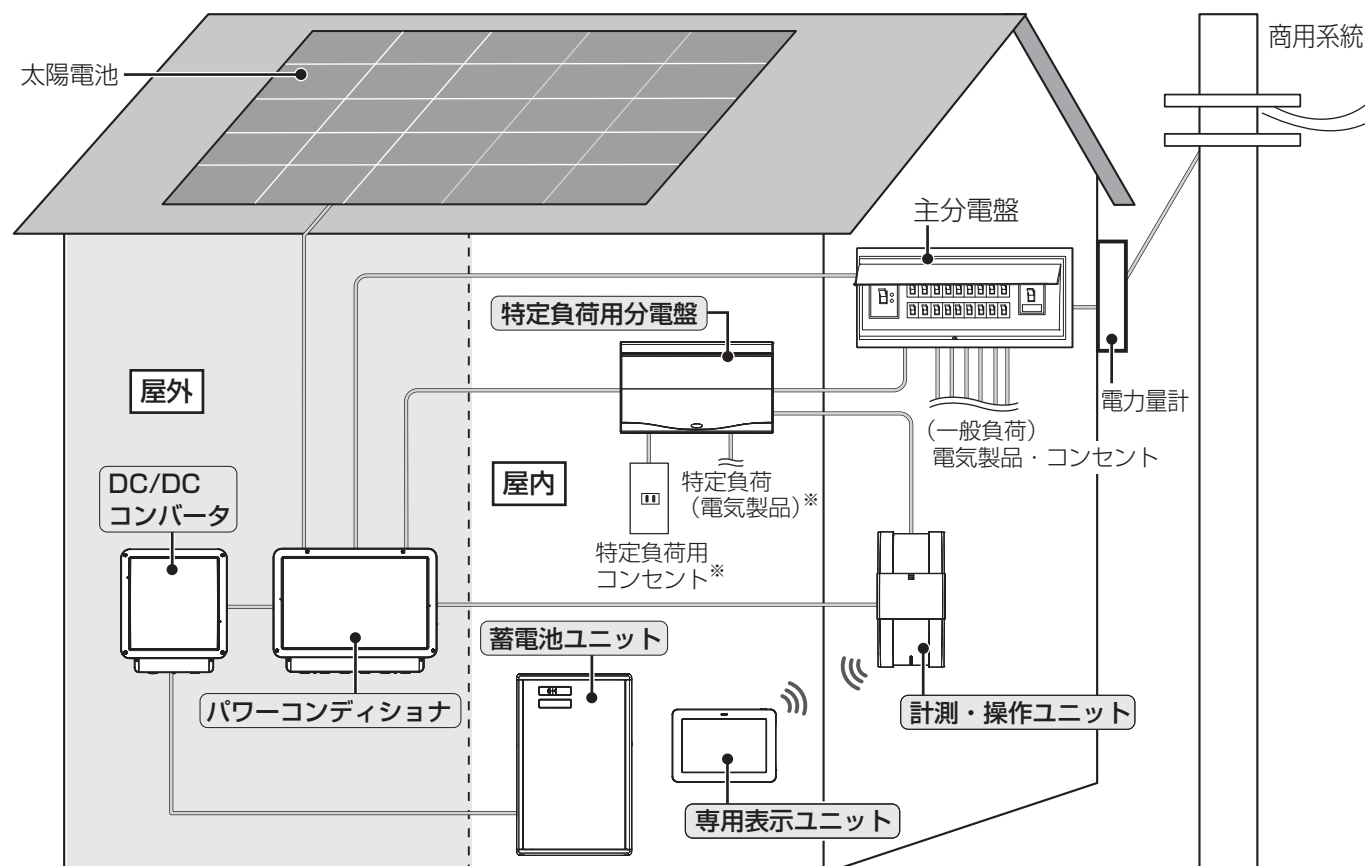 商用系統
太陽電池
主分電盤
特定負荷用分電盤
屋外
電力量計
(一般負荷)
電気製品・コンセント
DC/DC
コンバータ
屋内
特定負荷
(電気製品)※
特定負荷用
コンセント※
蓄電池ユニット
パワーコンディショナ
計測・操作ユニット
専用表示ユニット